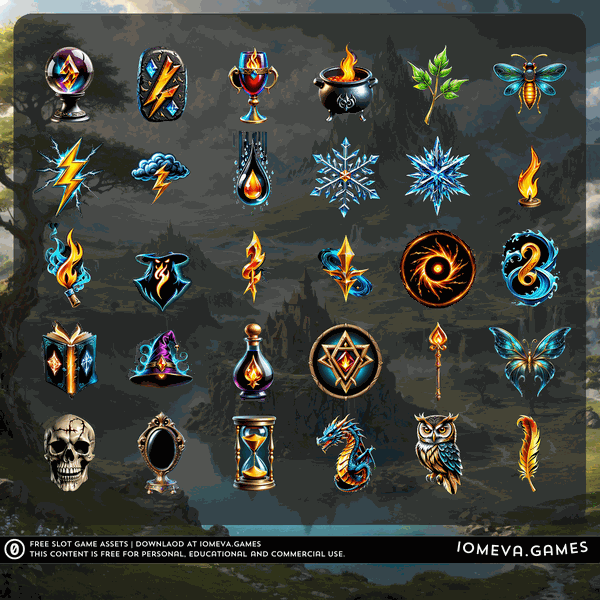 FREE SLOT GAME ASSETS | DOWNLAOD AT IOMEVA.GAMES
THIS CONTENT IS FREE FOR PERSONAL, EDUCATIONAL AND COMMERCIAL USE.
IOMEVA.GAMES